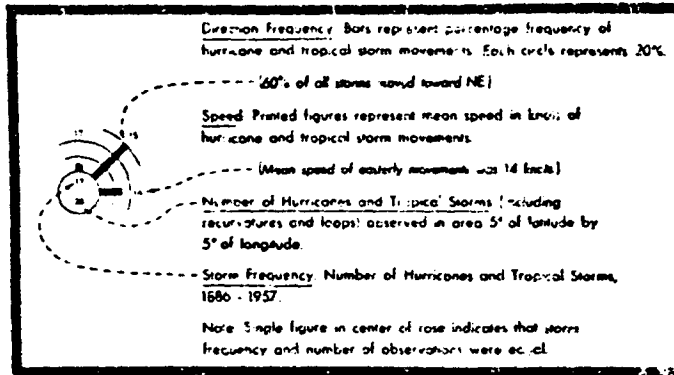 Direction Frequency. Bars represent percentage frequency of
hurricane and tropical storm movements. Each circle represents 20%.
(60% of all storms moved toward NE)
Speed. Printed figures represent mean speed in knots of
hurricane and tropical storm movements.
(Mean speed of easterly movements was 14 knots)
Number of Hurricanes and Tropical Storms (including
recurvatures and loops) observed in area 5° of latitude by
5° of longitude.
Storm Frequency. Number of Hurricanes and Tropical Storms,
1886 - 1957.
Note: Single figure in center of rose indicates that storm
frequency and number of observations were equal.
17
15